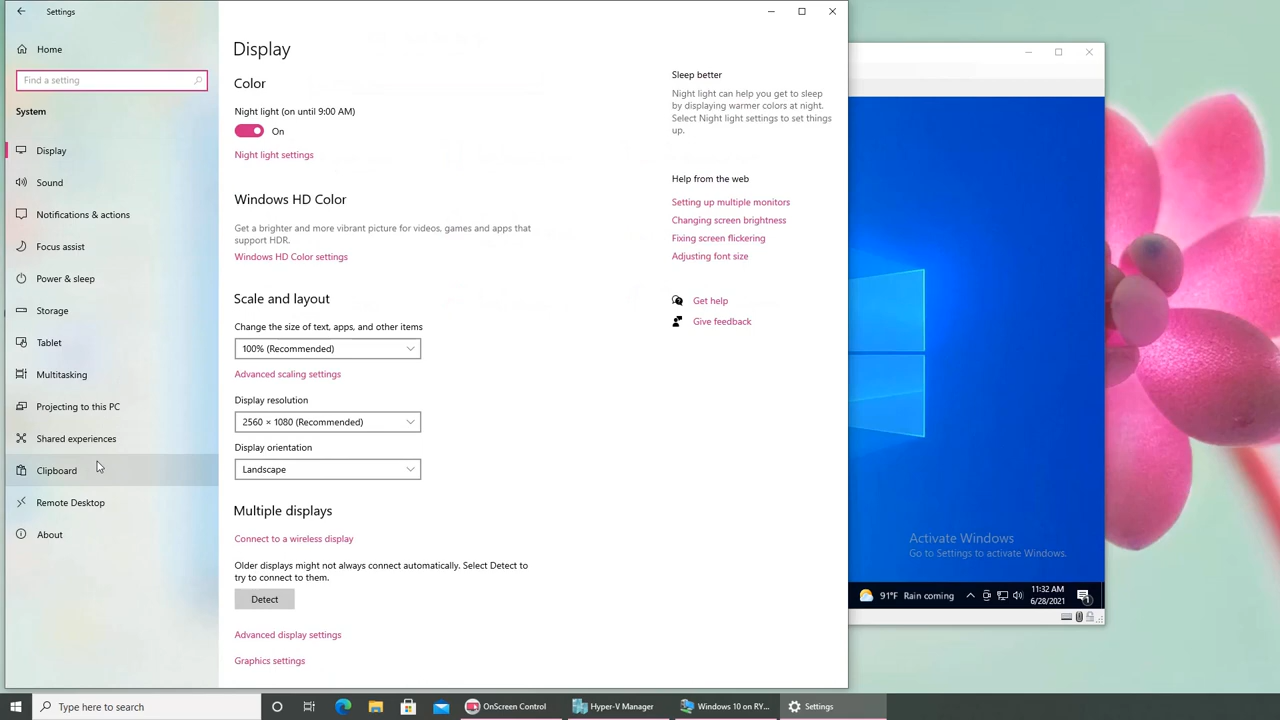 Settings
Home
Find a setting
System
Display
Sound
Notifications & actions
Focus assist
Power & sleep
Storage
Tablet
Multitasking
Projecting to this PC
Shared experiences
Clipboard
Remote Desktop
About
Display
Color
Night light (on until 9:00 AM)
On
Night light settings
Windows HD Color
Get a brighter and more vibrant picture for videos, games and apps that
support HDR.
Windows HD Color settings
Scale and layout
Change the size of text, apps, and other items
100% (Recommended)
Advanced scaling settings
Display resolution
2560 × 1080 (Recommended)
Display orientation
Landscape
Multiple displays
Connect to a wireless display
Older displays might not always connect automatically. Select Detect to
try to connect to them.
Detect
Advanced display settings
Graphics settings
Sleep better
Night light can help you get to sleep
by displaying warmer colors at night.
Select Night light settings to set things
up.
Help from the web
Setting up multiple monitors
Changing screen brightness
Fixing screen flickering
Adjusting font size
Get help
Give feedback
Activate Windows
Go to Settings to activate Windows.
91°F Rain coming
11:32 AM
6/28/2021
1
Type here to search
OnScreen Control
Hyper-V Manager
Windows 10 on RY...
Settings